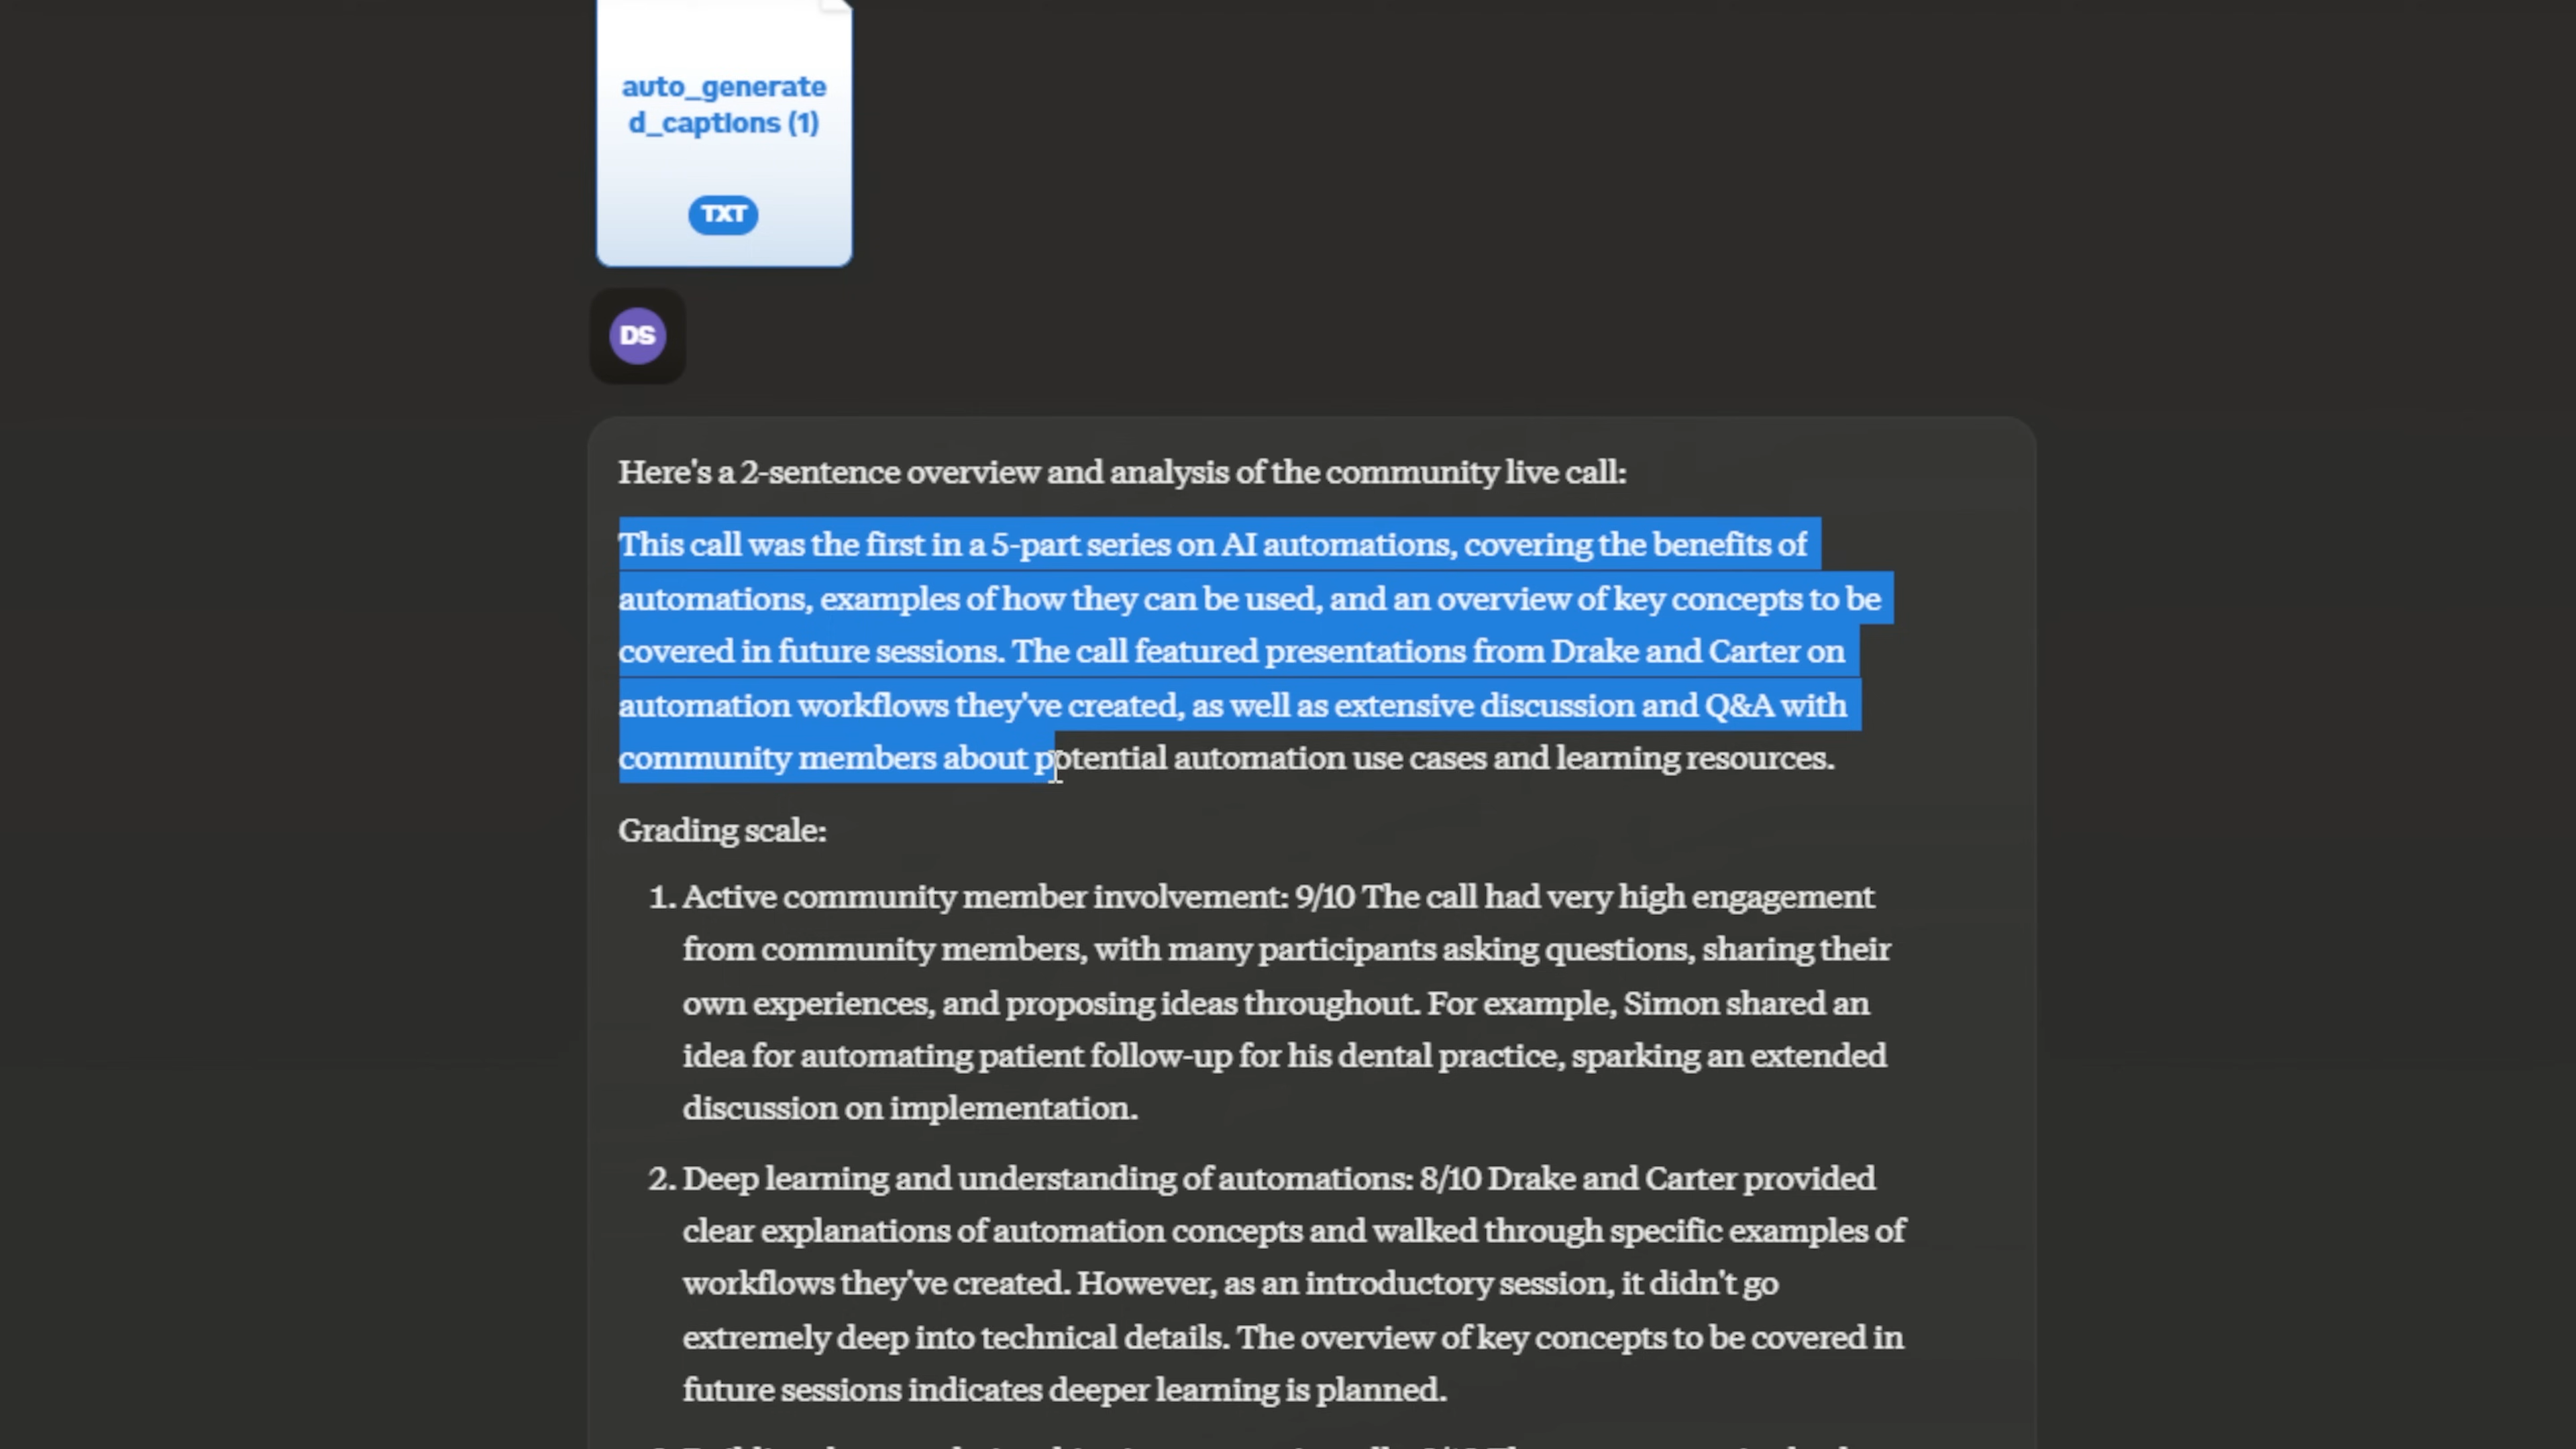 auto_generate
d_captions (1)
TXT
DS
Here's a 2-sentence overview and analysis of the community live call:
This call was the first in a 5-part series on AI automations, covering the benefits of
automations, examples of how they can be used, and an overview of key concepts to be
covered in future sessions. The call featured presentations from Drake and Carter on
automation workflows they've created, as well as extensive discussion and Q&A with
community members about potential automation use cases and learning resources.
Grading scale:
1. Active community member involvement: 9/10 The call had very high engagement
from community members, with many participants asking questions, sharing their
own experiences, and proposing ideas throughout. For example, Simon shared an
idea for automating patient follow-up for his dental practice, sparking an extended
discussion on implementation.
2. Deep learning and understanding of automations: 8/10 Drake and Carter provided
clear explanations of automation concepts and walked through specific examples of
workflows they've created. However, as an introductory session, it didn't go
extremely deep into technical details. The overview of key concepts to be covered in
future sessions indicates deeper learning is planned.